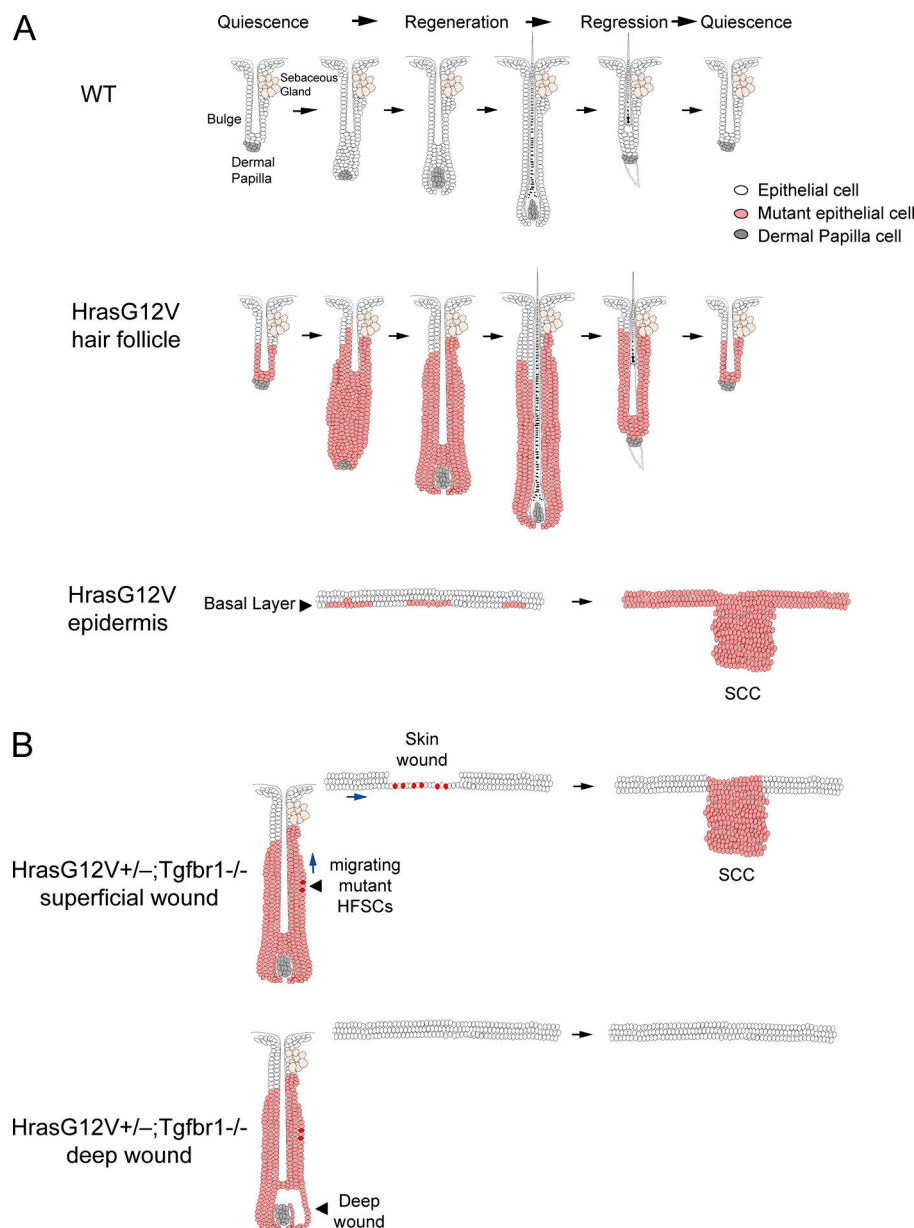 A
Quiescence
Regeneration
Regression
Quiescence
WT
Sebaceous
Gland
Bulge
Dermal
Papilla
Epithelial cell
Mutant epithelial cell
Dermal Papilla cell
HrasG12V
hair follicle
HrasG12V
epidermis
Basal Layer
SCC
B
Skin
wound
HrasG12V+/–;Tgfbr1-/-
superficial wound
migrating
mutant
HFSCs
SCC
HrasG12V+/–;Tgfbr1-/-
deep wound
Deep
wound